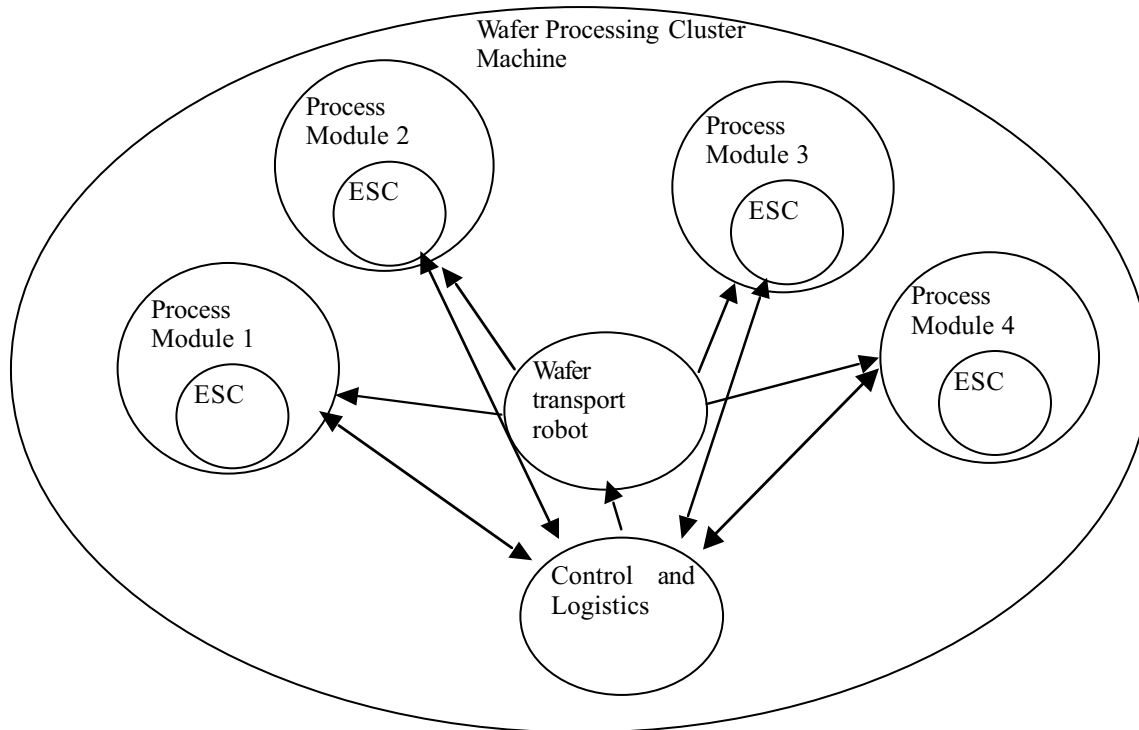 Wafer Processing Cluster
Machine
Process
Module 2
ESC
Process
Module 3
ESC
Process
Module 1
ESC
Process
Module 4
ESC
Wafer
transport
robot
Control and
Logistics